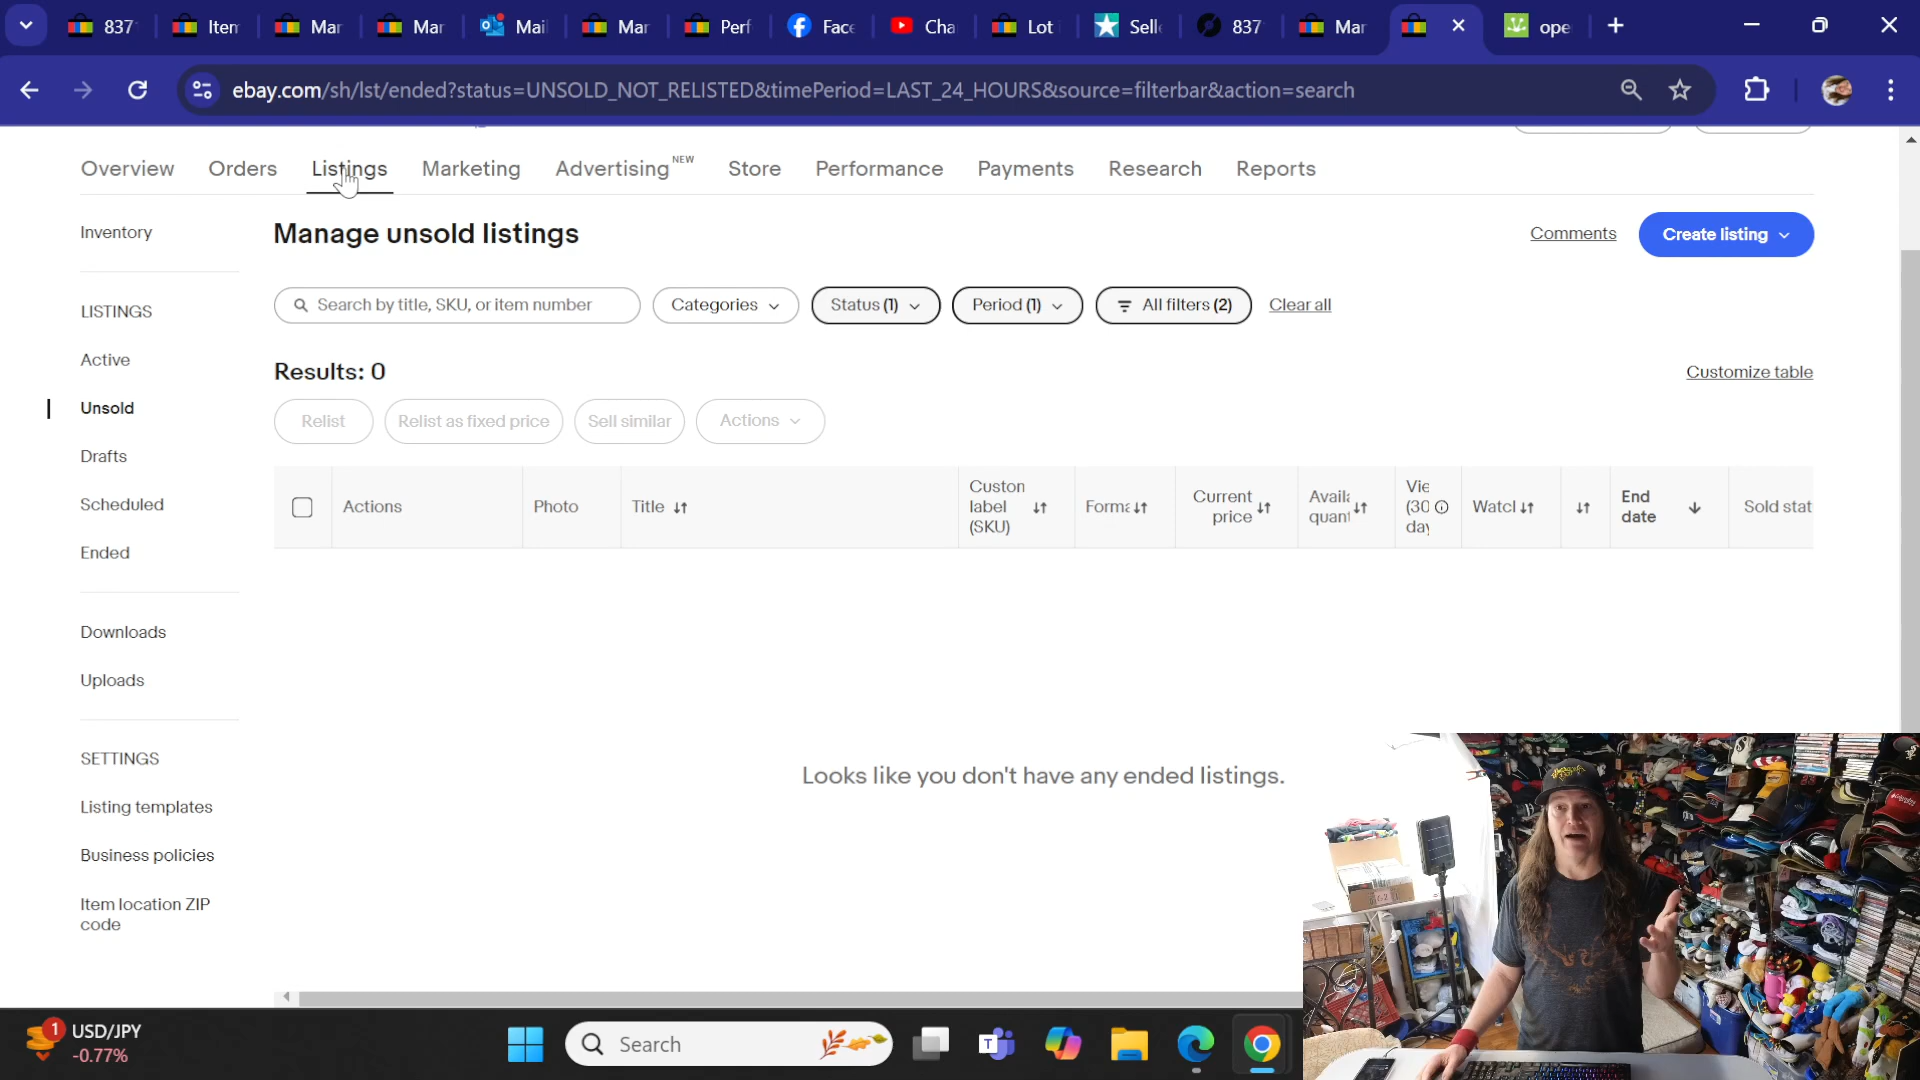 837
Item
Mar
Mar
Mail
Mar
Perf
Face
Cha
Lot
Selle
837
Mar
ope
ebay.com/sh/lst/ended?status=UNSOLD_NOT_RELISTED&timePeriod=LAST_24_HOURS&source=filterbar&action=search
Overview
Orders
Listings
Marketing
Advertising NEW
Store
Performance
Payments
Research
Reports
Inventory
Manage unsold listings
Comments
Create listing
LISTINGS
Search by title, SKU, or item number
Categories
Status (1)
Period (1)
All filters (2)
Clear all
Active
Results: 0
Customize table
Unsold
Relist
Relist as fixed price
Sell similar
Actions
Drafts
Scheduled
Ended
Actions
Photo
Title
Custon
label
(SKU)
Forma
Current
price
Availa
quant
Vie
(30
day
Watcl
End
date
Sold stat
Downloads
Uploads
SETTINGS
Listing templates
Business policies
Item location ZIP
code
Looks like you don't have any ended listings.
1
USD/JPY
-0.77%
Search
T